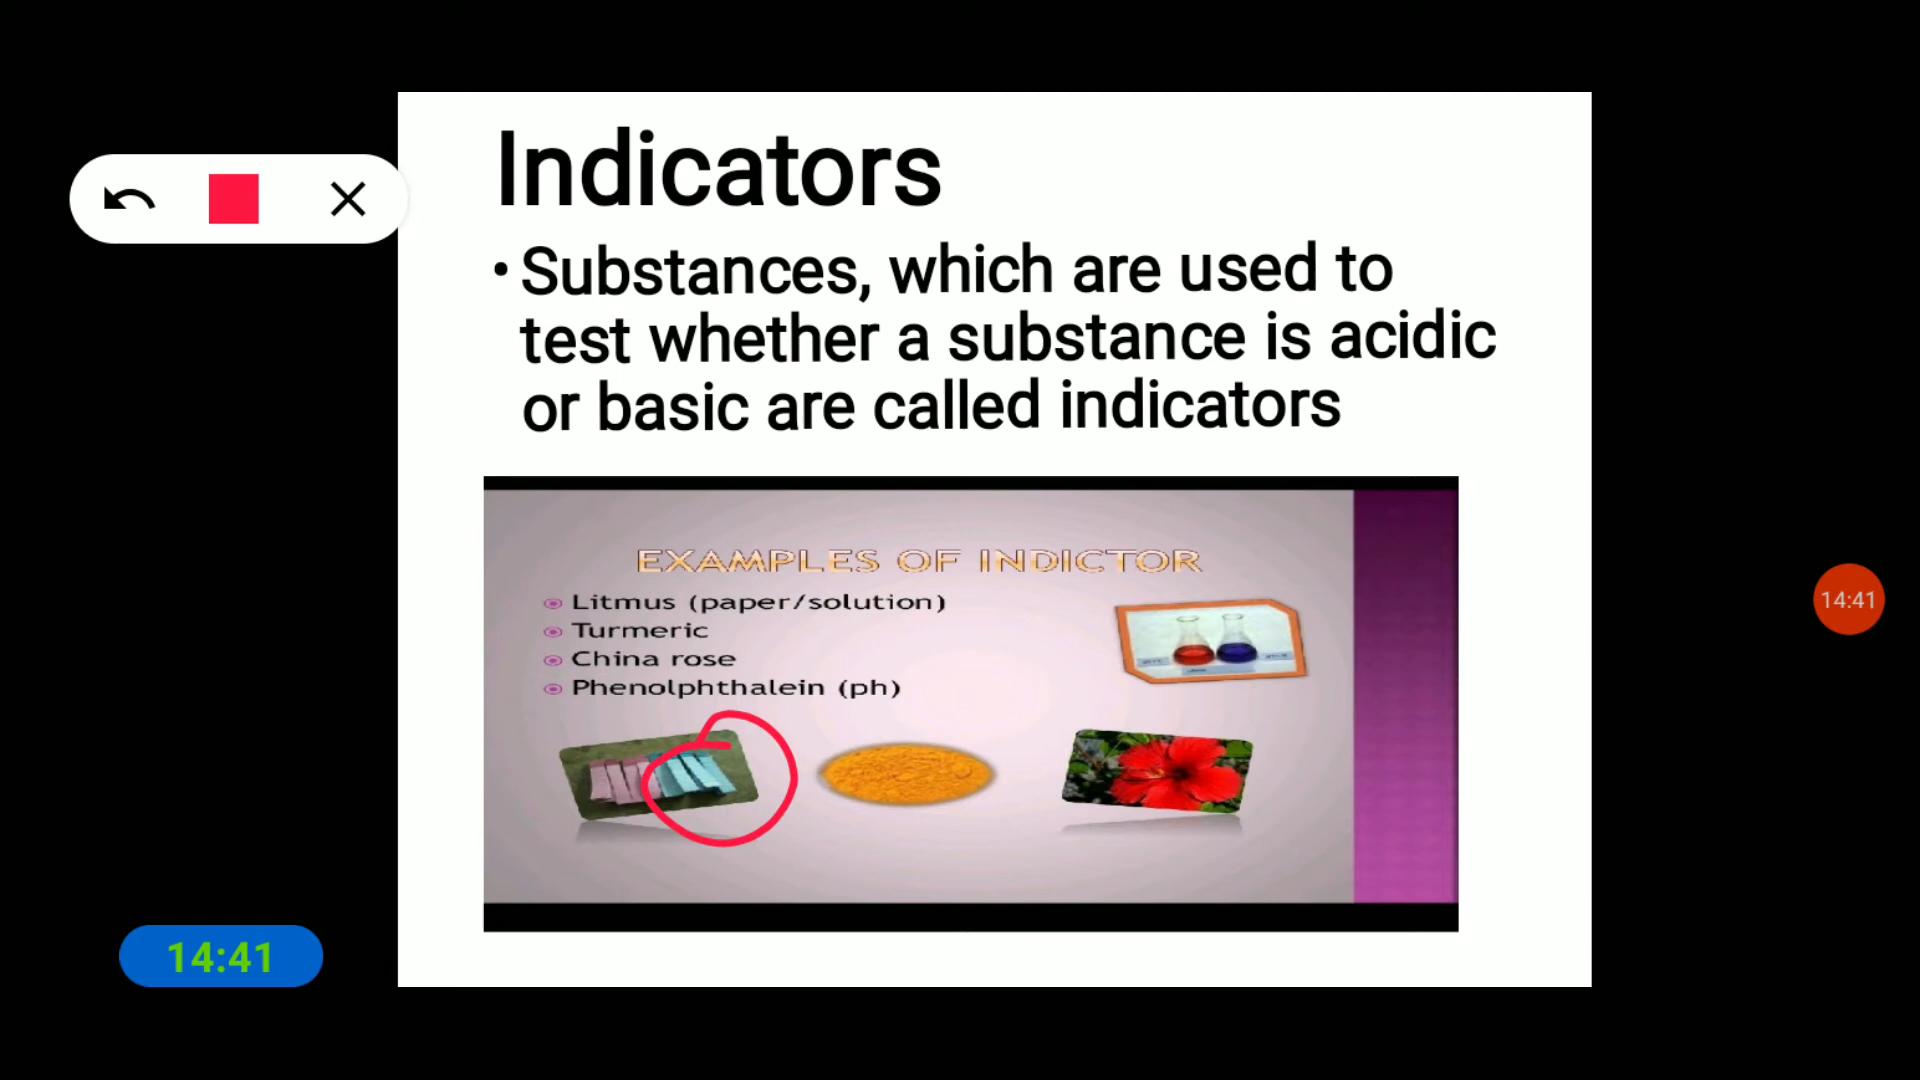 Indicators
• Substances, which are used to
test whether a substance is acidic
or basic are called indicators
EXAMPLES OF INDICTOR
Litmus (paper/solution)
Turmeric
China rose
Phenolphthalein (ph)
14:41
14:41